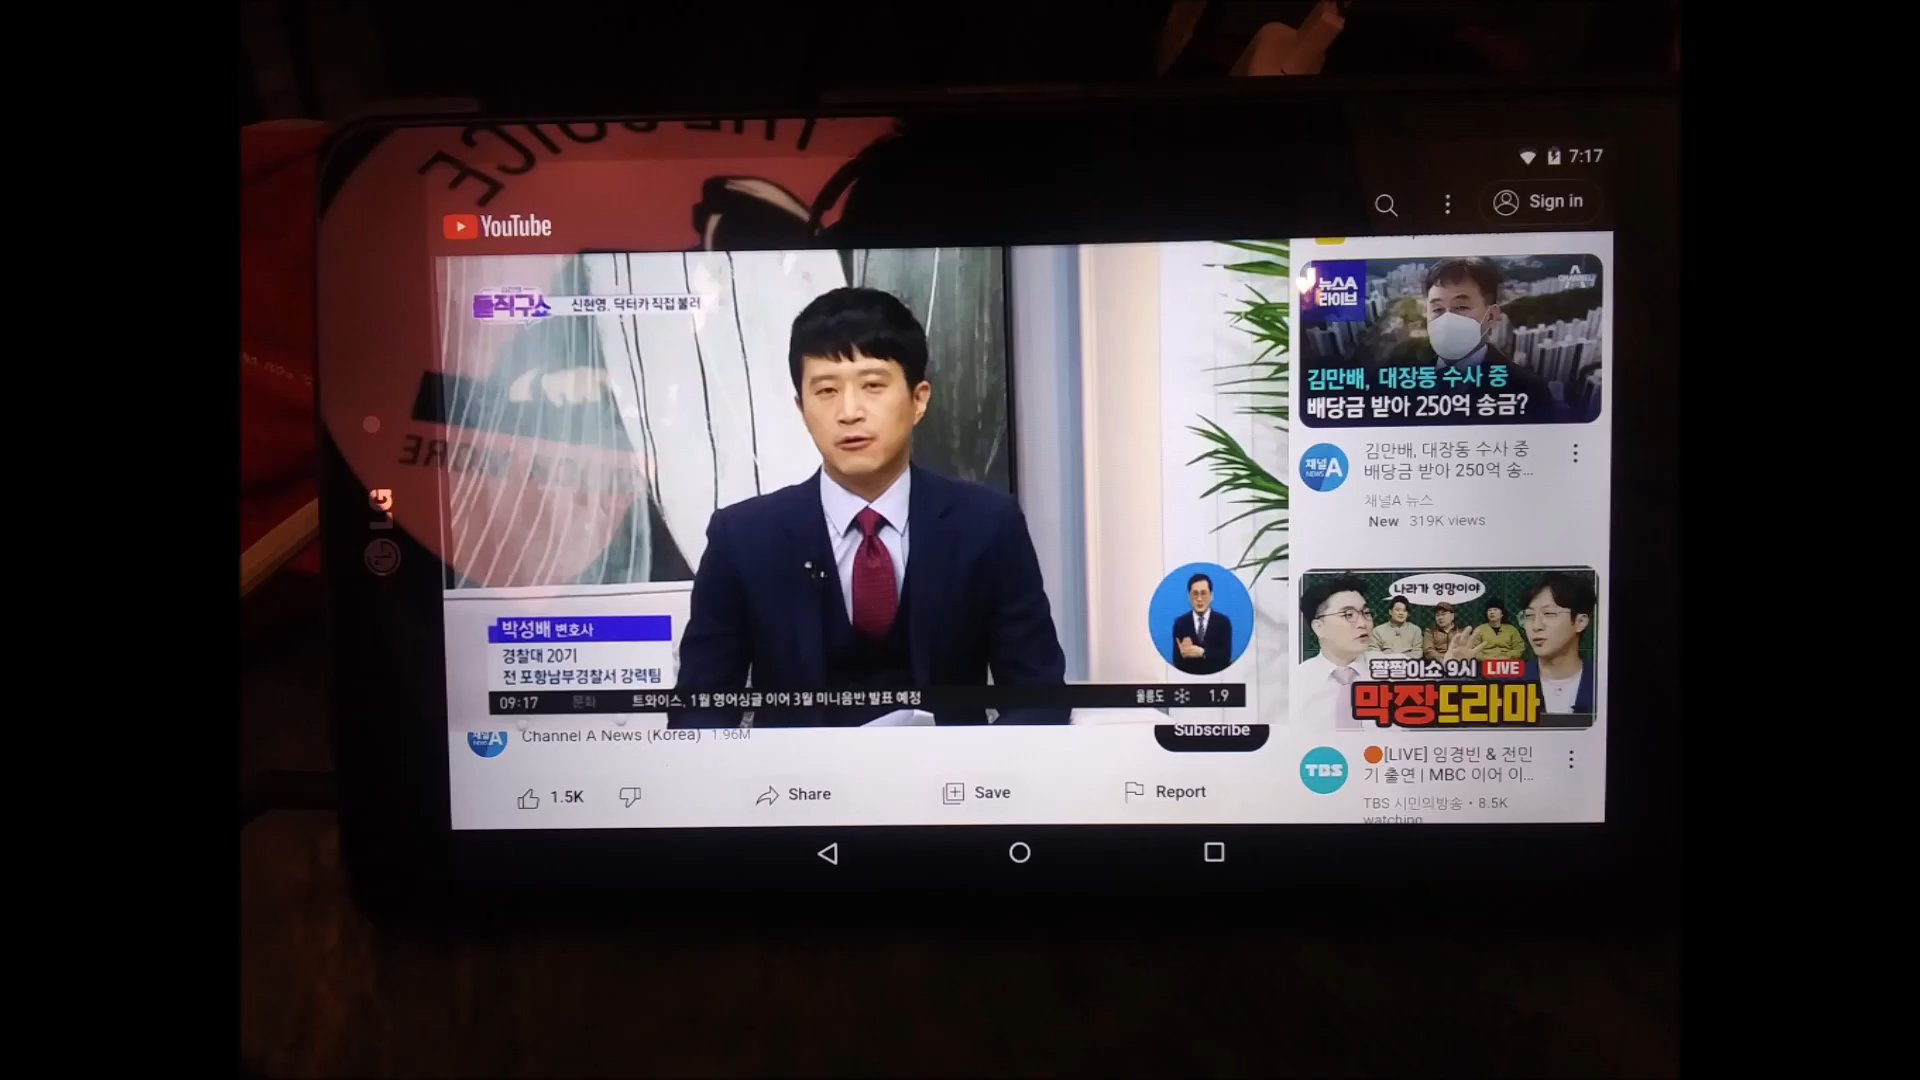 7:17
YouTube
Sign in
돌직구쇼
신현영, 닥터카 직접 불러
뉴스A
라이브
김만배, 대장동 수사 중
배당금 받아 250억 송금?
채널A
NEWS
김만배, 대장동 수사 중
배당금 받아 250억 송...
채널A 뉴스
New 319K views
LG
박성배 변호사
경찰대 20기
전 포항남부경찰서 강력팀
09:17 문화 트와이스, 1월 영어싱글 이어 3월 미니음반 발표 예정 울릉도 1.9
Channel A News (Korea) 1.96M
Subscribe
1.5K
Share
Save
Report
나라가 엉망이야
짤짤이쇼 9시 LIVE
막장드라마
TBS
[LIVE] 임경빈 & 전민
기 출연 | MBC 이어 이...
TBS 시민의방송 • 8.5K
watching
THE JUICE
MORE